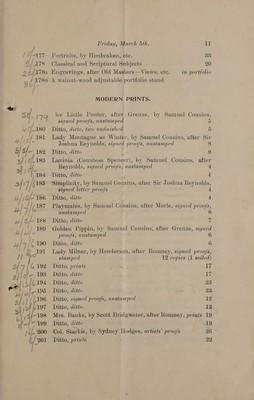 Friday, March 5th. 11
177 Portraits, by Houbraken, etc. 33
178 Classical and Scriptural Subjects 20
178A Engravings, after Old Masters—Views, etc. in portfolio
178B A walnut-wood adjustable portfolio stand
MODERN PRINTS.
179 he Little Poster, after Greuze, by Samuel Cousins, signed proofs, unstamped 5
180 Ditto, ditto, two unfinished 5
181 Lady Montague as Winter, by Samuel Cousins, after Sir
Joshua Reynolds, signed proofs, unstamped 8
182 Ditto, ditto 8
183 Lavinia (Countess Spencer), by Samuel Cousins, after
Reynolds, signed proofs, unstamped 4
184 Ditto, ditto 4
185 Simplicity, by Samuel Cousins, after Sir Joshua Reynolds,
signed letter proofs 4
186 Ditto, ditto 4
187 Playmates, by Samuel Cousins, after Merle, signed proofs,
unstamped 6
188 Ditto, ditto 7
189 Golden Pippin, by Samuel Cousins, after Greuze, signed
proofs, unstamped 6
190 Ditto, ditto 6
191 Lady Milner, by Henderson, after Romney, signed proofs,
stamped 12 copies (1 soiled)
192 Ditto, prints 17
193 Ditto, ditto 17
194 Ditto, ditto 23
195 Ditto, ditto 23
196 Ditto, signed proofs, unstamped 12
197 Ditto, ditto 12
198 Mrs. Banks, by Scott Bridgwater, after Romney, prints 19
199 Ditto, ditto 19
200 Col. Starkie, by Sydney Hodges, artists' proofs 26
201 Ditto, prints 22